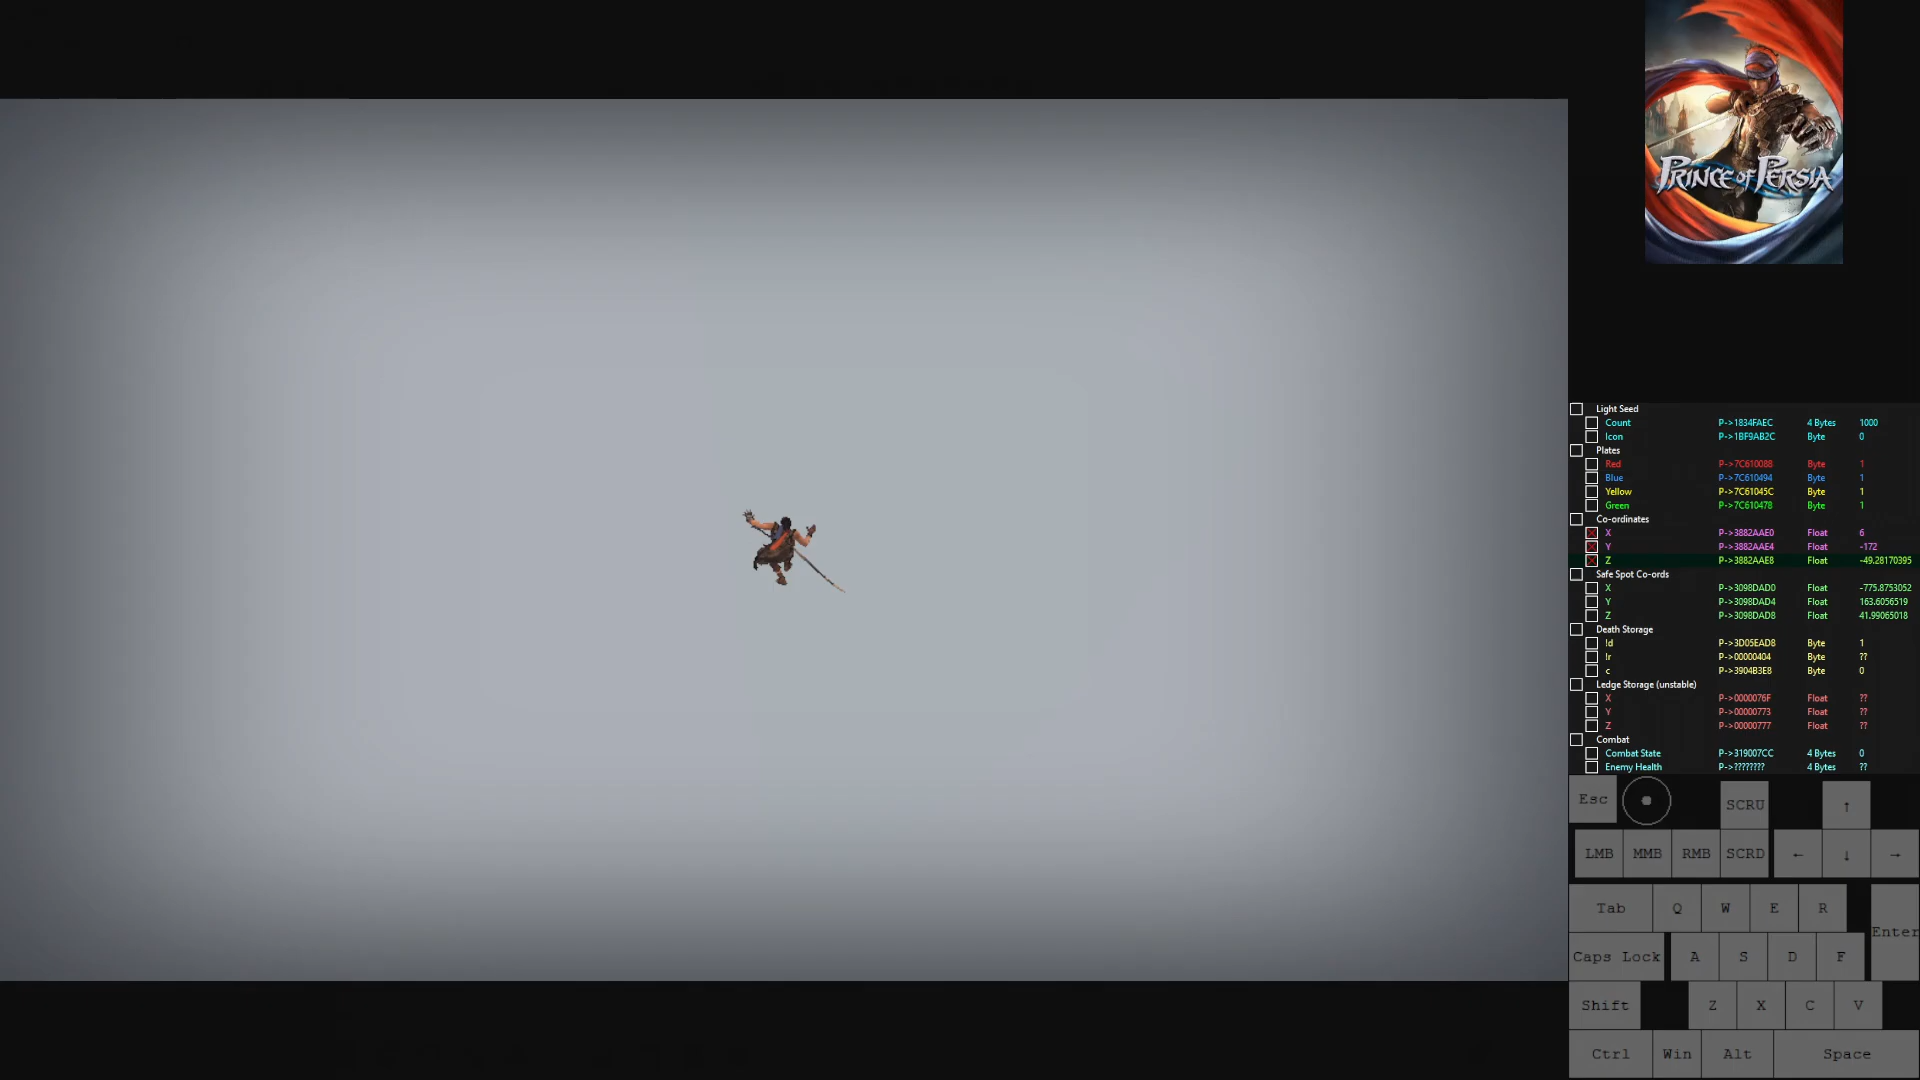 PRINCE OF PERSIA
Light Seed
Count P->1834FAEC 4 Bytes 1000
Icon P->1BF9AB2C Byte 0
Plates
Red P->7C610088 Byte 1
Blue P->7C610494 Byte 1
Yellow P->7C61045C Byte 1
Green P->7C610478 Byte 1
Co-ordinates
X P->3882AAE0 Float 6
Y P->3882AAE4 Float -172
Z P->3882AAE8 Float -49.28170395
Safe Spot Co-ords
X P->3098DAD0 Float -775.8753052
Y P->3098DAD4 Float 163.6056519
Z P->3098DAD8 Float 41.99065018
Death Storage
!d P->3D05EAD8 Byte 1
!r P->00000404 Byte ??
c P->3904B3E8 Byte 0
Ledge Storage (unstable)
X P->0000076F Float ??
Y P->00000773 Float ??
Z P->00000777 Float ??
Combat
Combat State P->319007CC 4 Bytes 0
Enemy Health P->???????? 4 Bytes ??
Esc SCRU ↑
LMB MMB RMB SCRD ← ↓ →
Tab Q W E R
Enter
Caps Lock A S D F
Shift Z X C V
Ctrl Win Alt Space